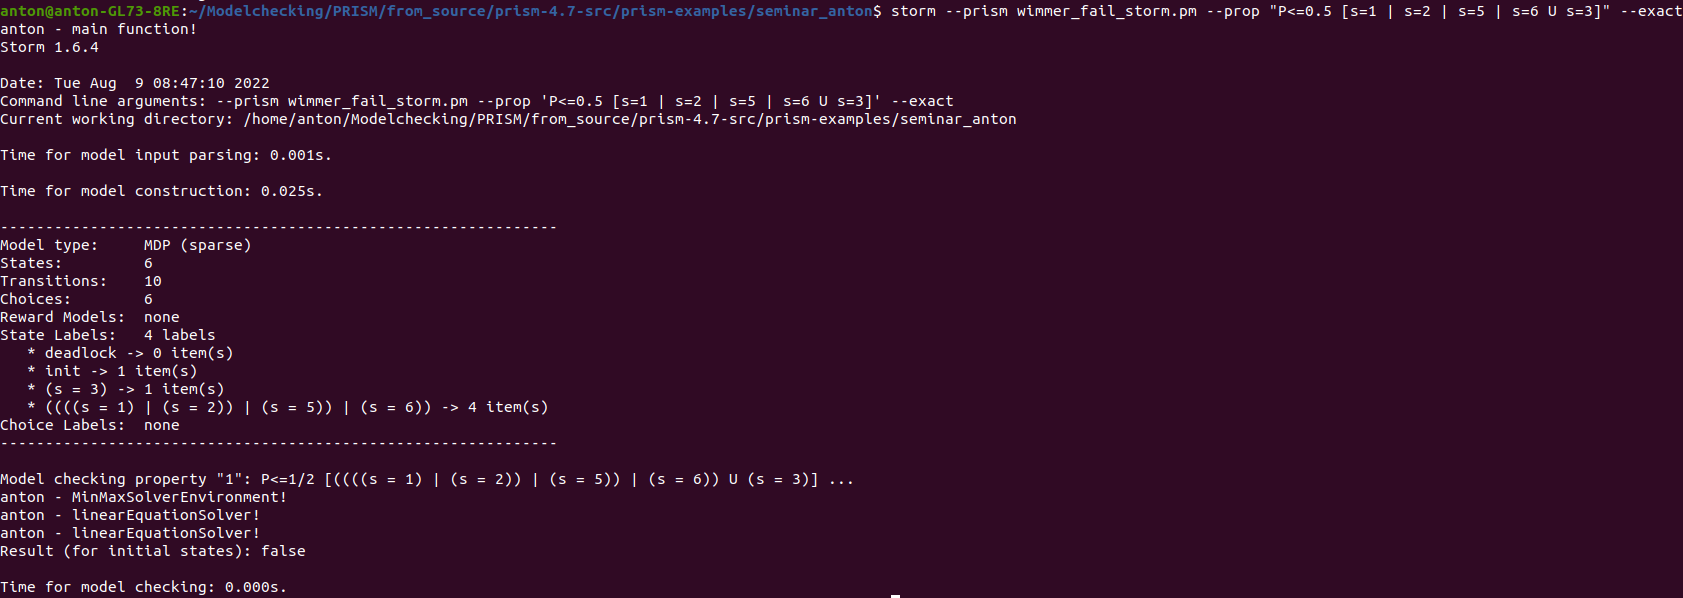 anton@anton-GL73-8RE:~/Modelchecking/PRISM/from_source/prism-4.7-src/prism-examples/seminar_anton$ storm --prism wimmer_fail_storm.pm --prop "P<=0.5 [s=1 | s=2 | s=5 | s=6 U s=3]" --exact
anton - main function!
Storm 1.6.4
Date: Tue Aug  9 08:47:10 2022
Command line arguments: --prism wimmer_fail_storm.pm --prop 'P<=0.5 [s=1 | s=2 | s=5 | s=6 U s=3]' --exact
Current working directory: /home/anton/Modelchecking/PRISM/from_source/prism-4.7-src/prism-examples/seminar_anton
Time for model input parsing: 0.001s.
Time for model construction: 0.025s.
--------------------------------------------------------------
Model type:     MDP (sparse)
States:         6
Transitions:    10
Choices:        6
Reward Models:  none
State Labels:   4 labels
   * deadlock -> 0 item(s)
   * init -> 1 item(s)
   * (s = 3) -> 1 item(s)
   * ((((s = 1) | (s = 2)) | (s = 5)) | (s = 6)) -> 4 item(s)
Choice Labels:  none
--------------------------------------------------------------
Model checking property "1": P<=1/2 [((((s = 1) | (s = 2)) | (s = 5)) | (s = 6)) U (s = 3)] ...
anton - MinMaxSolverEnvironment!
anton - linearEquationSolver!
anton - linearEquationSolver!
Result (for initial states): false
Time for model checking: 0.000s.